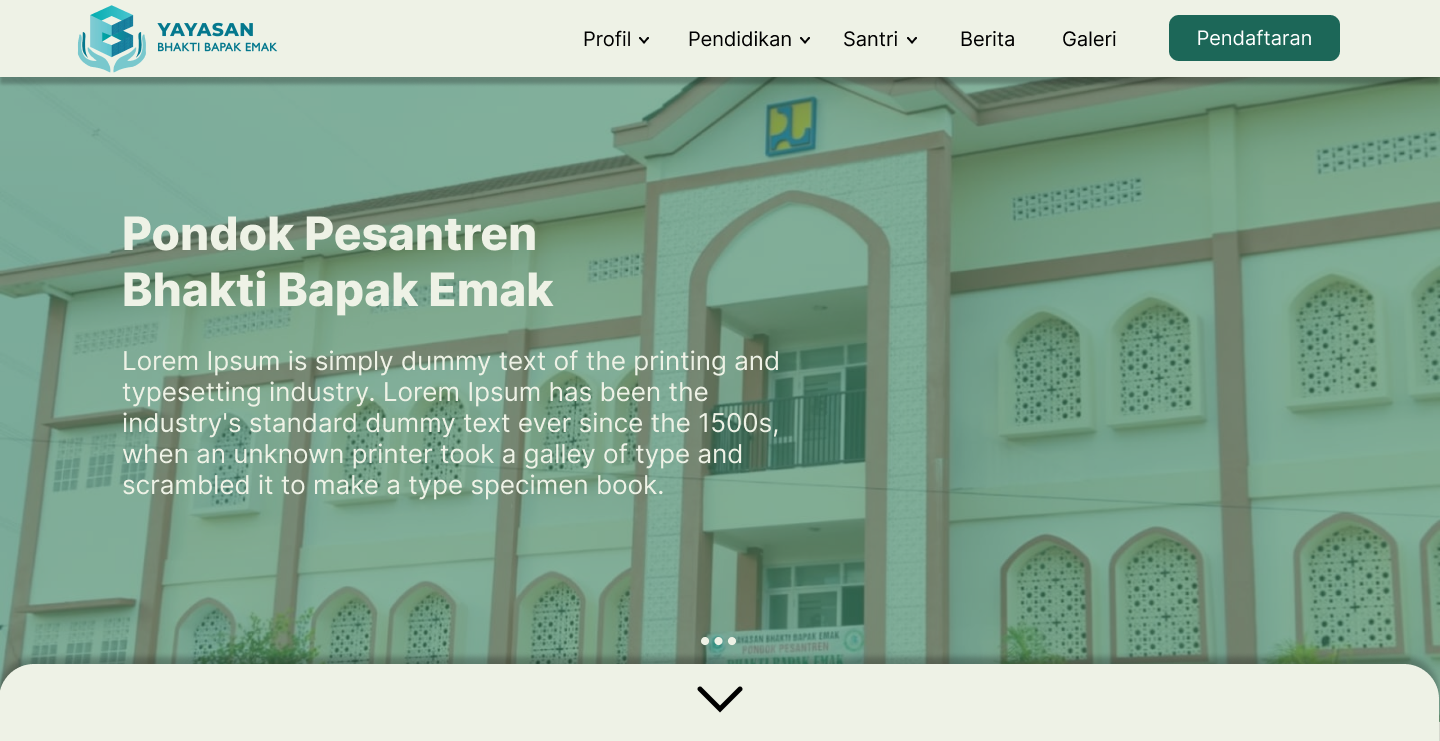 YAYASAN
BHAKTI BAPAK EMAK
Profil Pendidikan Santri Berita Galeri Pendaftaran
Pondok Pesantren
Bhakti Bapak Emak
Lorem Ipsum is simply dummy text of the printing and
typesetting industry. Lorem Ipsum has been the
industry's standard dummy text ever since the 1500s,
when an unknown printer took a galley of type and
scrambled it to make a type specimen book.
YAYASAN BHAKTI BAPAK EMAK
PONDOK PESANTREN
BHAKTI BAPAK EMAK